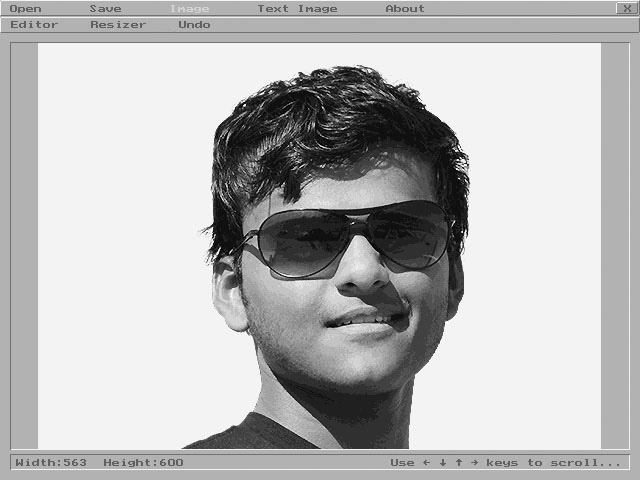 Open Save Image Text Image About X
Editor Resizer Undo
Width:563 Height:600 Use ← ↓ ↑ → keys to scroll...